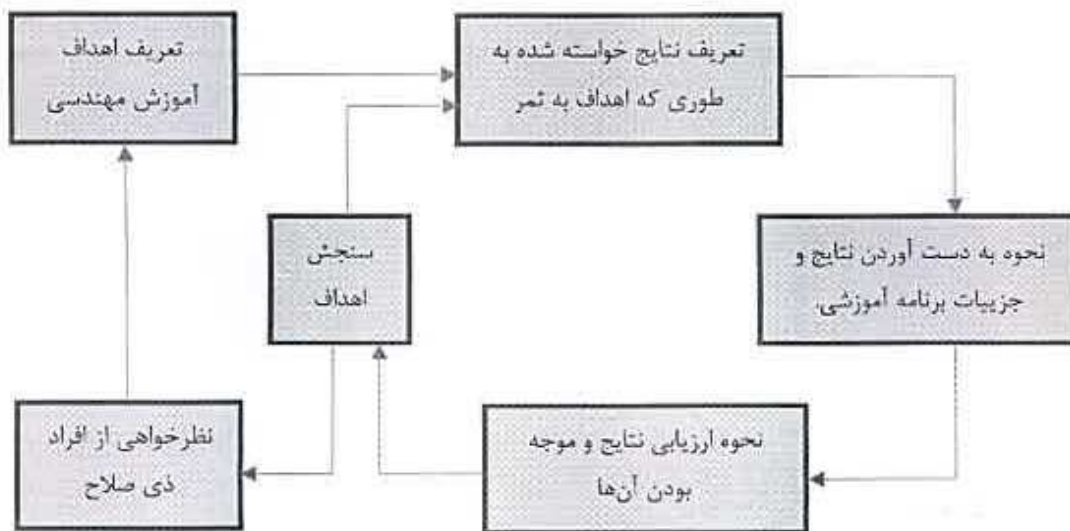 تعریف اهداف
آموزش مهندسی
تعریف نتایج خواسته شده به
طوری که اهداف به ثمر
سنجش
اهداف
نحوه به دست آوردن نتایج و
جزییات برنامه آموزشی.
نظرخواهی از افراد
ذی صلاح
نحوه ارزیابی نتایج و موجه
بودن آن‌ها